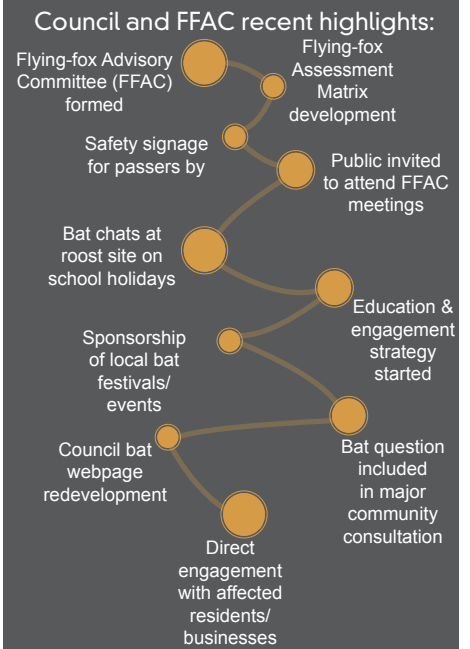 Council and FFAC recent highlights:
Flying-fox Advisory
Committee (FFAC)
formed
Flying-fox
Assessment
Matrix
development
Safety signage
for passers by
Public invited
to attend FFAC
meetings
Bat chats at
roost site on
school holidays
Education &
engagement
strategy
started
Sponsorship
of local bat
festivals/
events
Bat question
included
in major
community
consultation
Council bat
webpage
redevelopment
Direct
engagement
with affected
residents/
businesses